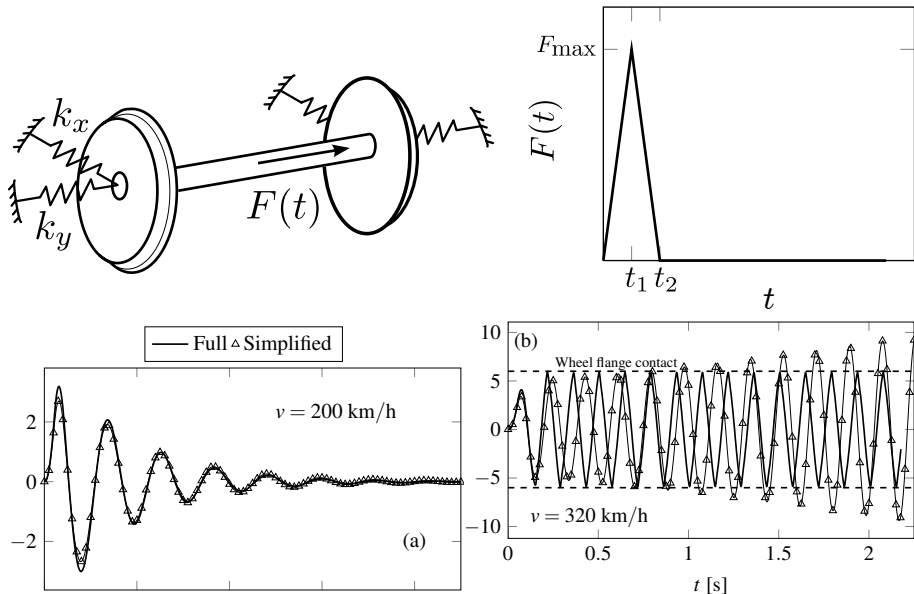 k_x
k_y
F(t)
F(t)
F_max
t_1 t_2
t
Full Simplified
v = 200 km/h
2
0
−2
(a)
(b)
Wheel flange contact
v = 320 km/h
10
5
0
−5
−10
0 0.5 1 1.5 2
t [s]